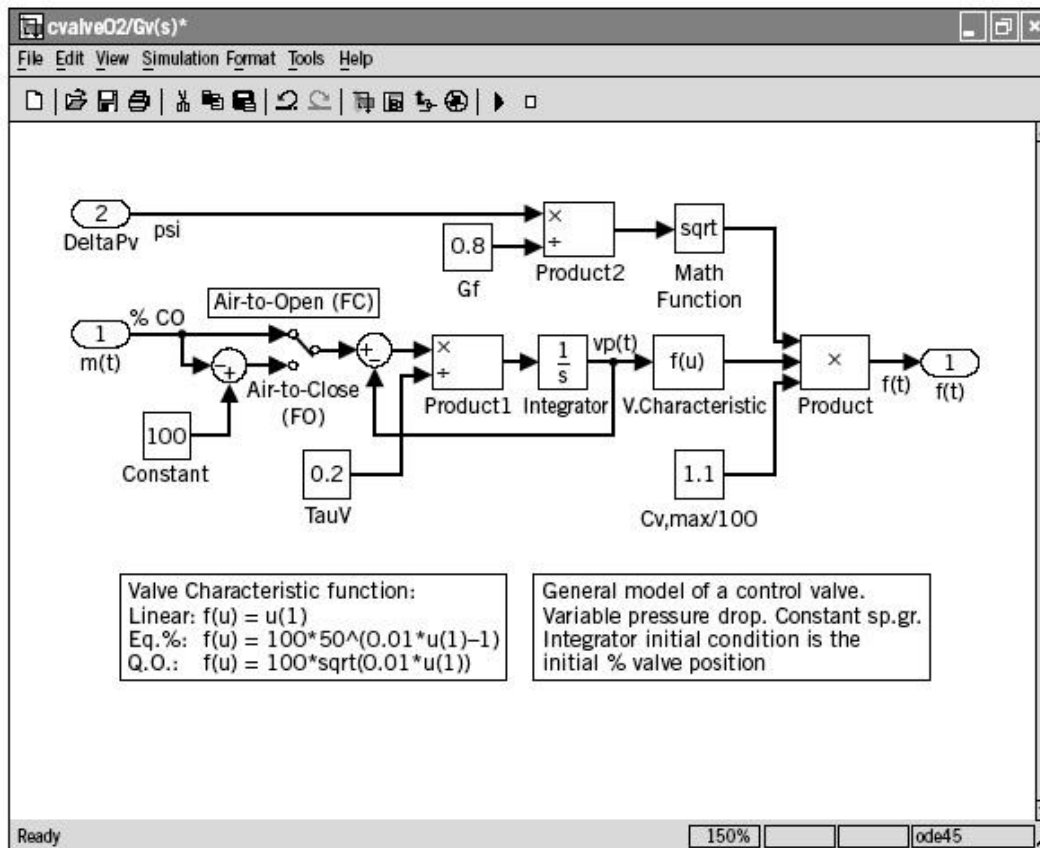 cvalve02/Gv(s)*
File Edit View Simulation Format Tools Help
2
DeltaPv
psi
×
÷
Product2
sqrt
Math
Function
0.8
Gf
Air-to-Open (FC)
1
m(t)
% CO
Air-to-Close
(FO)
100
Constant
×
÷
Product1
1
s
Integrator
vp(t)
f(u)
V.Characteristic
×
Product
f(t)
1
f(t)
0.2
TauV
1.1
Cv,max/100
Valve Characteristic function:
Linear: f(u) = u(1)
Eq.%: f(u) = 100*50^(0.01*u(1)–1)
Q.O.: f(u) = 100*sqrt(0.01*u(1))
General model of a control valve.
Variable pressure drop. Constant sp.gr.
Integrator initial condition is the
initial % valve position
Ready
150%
ode45